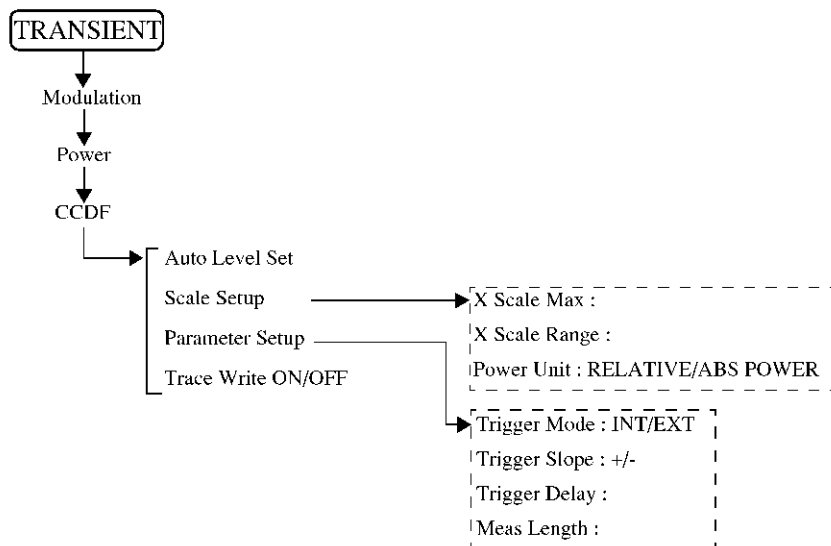 TRANSIENT
Modulation
Power
CCDF
Auto Level Set
Scale Setup
Parameter Setup
Trace Write ON/OFF
X Scale Max :
X Scale Range :
Power Unit : RELATIVE/ABS POWER
Trigger Mode : INT/EXT
Trigger Slope : +/-
Trigger Delay :
Meas Length :